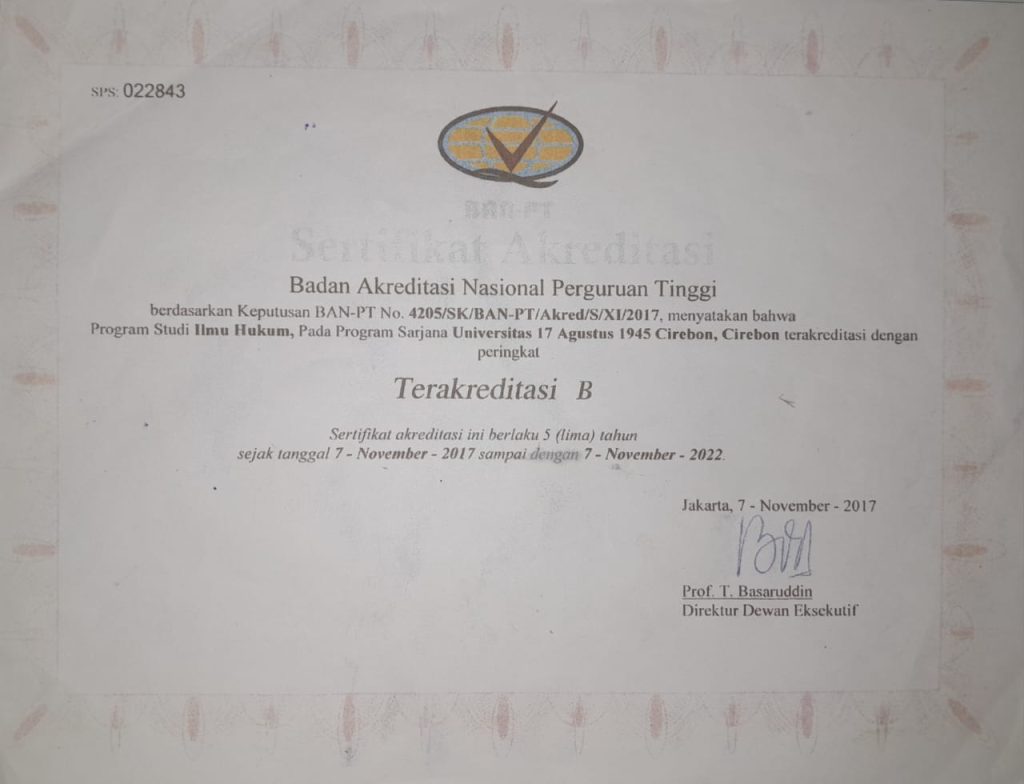 SPS: 022843
BAN-PT
Sertifikat Akreditasi
Badan Akreditasi Nasional Perguruan Tinggi
berdasarkan Keputusan BAN-PT No. 4205/SK/BAN-PT/Akred/S/XI/2017, menyatakan bahwa
Program Studi Ilmu Hukum, Pada Program Sarjana Universitas 17 Agustus 1945 Cirebon, Cirebon terakreditasi dengan
peringkat
Terakreditasi B
Sertifikat akreditasi ini berlaku 5 (lima) tahun
sejak tanggal 7 - November - 2017 sampai dengan 7 - November - 2022.
Jakarta, 7 - November - 2017
Prof. T. Basaruddin
Direktur Dewan Eksekutif